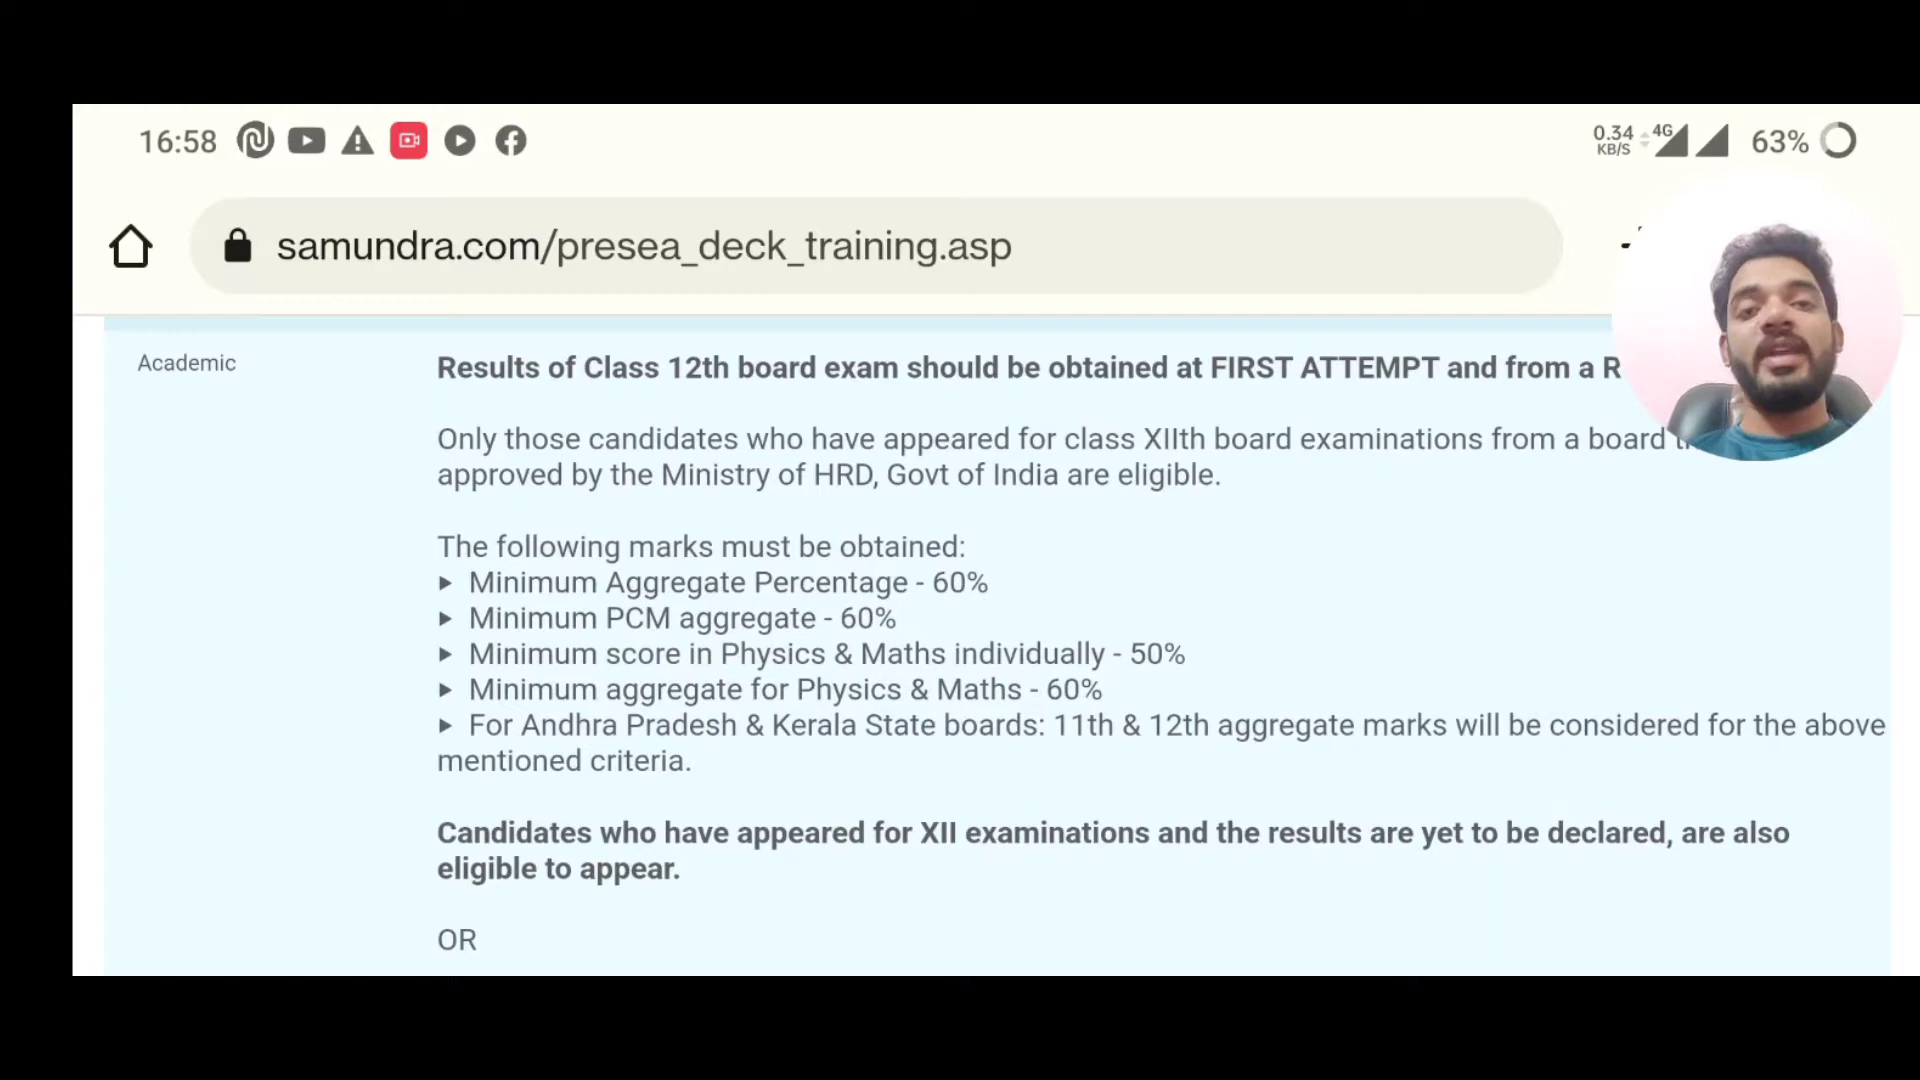 16:58
0.34 KB/S 4G 63%
samundra.com/presea_deck_training.asp
Academic
Results of Class 12th board exam should be obtained at FIRST ATTEMPT and from a
Only those candidates who have appeared for class XIIth board examinations from a board
approved by the Ministry of HRD, Govt of India are eligible.
The following marks must be obtained:
▸ Minimum Aggregate Percentage - 60%
▸ Minimum PCM aggregate - 60%
▸ Minimum score in Physics & Maths individually - 50%
▸ Minimum aggregate for Physics & Maths - 60%
▸ For Andhra Pradesh & Kerala State boards: 11th & 12th aggregate marks will be considered for the above
mentioned criteria.
Candidates who have appeared for XII examinations and the results are yet to be declared, are also
eligible to appear.
OR